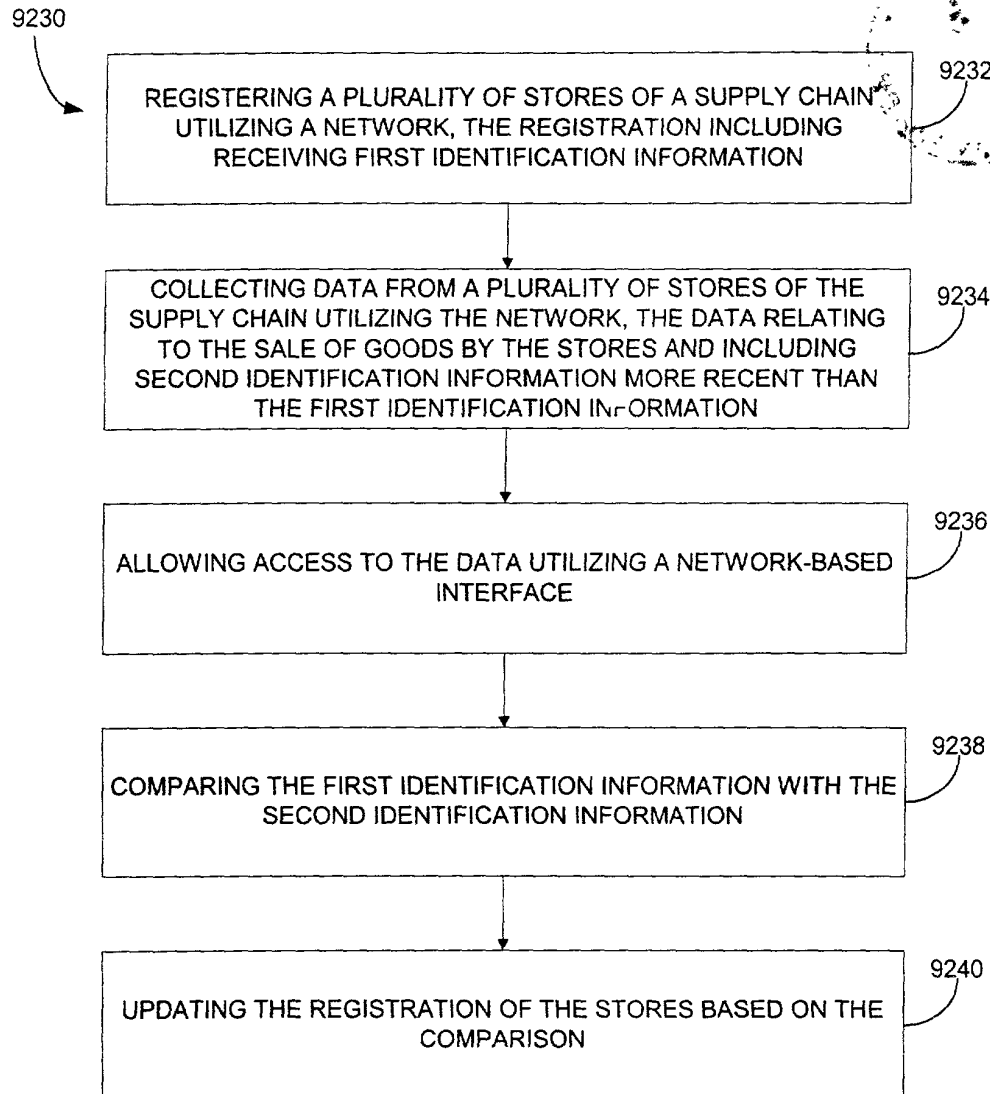 9230
9232
REGISTERING A PLURALITY OF STORES OF A SUPPLY CHAIN
UTILIZING A NETWORK, THE REGISTRATION INCLUDING
RECEIVING FIRST IDENTIFICATION INFORMATION
9234
COLLECTING DATA FROM A PLURALITY OF STORES OF THE
SUPPLY CHAIN UTILIZING THE NETWORK, THE DATA RELATING
TO THE SALE OF GOODS BY THE STORES AND INCLUDING
SECOND IDENTIFICATION INFORMATION MORE RECENT THAN
THE FIRST IDENTIFICATION INFORMATION
9236
ALLOWING ACCESS TO THE DATA UTILIZING A NETWORK-BASED
INTERFACE
9238
COMPARING THE FIRST IDENTIFICATION INFORMATION WITH THE
SECOND IDENTIFICATION INFORMATION
9240
UPDATING THE REGISTRATION OF THE STORES BASED ON THE
COMPARISON